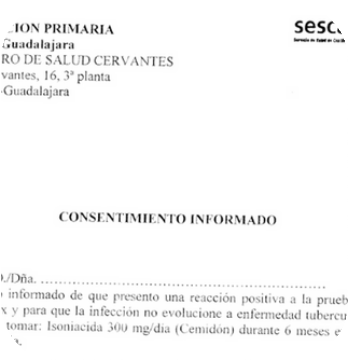 ION PRIMARIA
Guadalajara
RO DE SALUD CERVANTES
vantes, 16, 3ª planta
-Guadalajara
sesc
CONSENTIMIENTO INFORMADO
./Dña. ........................
informado de que presento una reacción positiva a la prueb
x y para que la infección no evolucione a enfermedad tubercu
tomar: Isoniacida 300 mg/día (Cemidón) durante 6 meses e